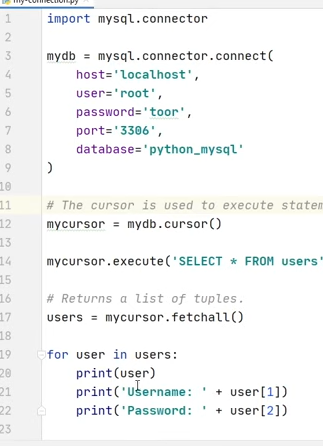 my-connection.py
1 import mysql.connector
2
3 mydb = mysql.connector.connect(
4 host='localhost',
5 user='root',
6 password='toor',
7 port='3306',
8 database='python_mysql'
9 )
10
11 # The cursor is used to execute statem
12 mycursor = mydb.cursor()
13
14 mycursor.execute('SELECT * FROM users'
15
16 # Returns a list of tuples.
17 users = mycursor.fetchall()
18
19 for user in users:
20 print(user)
21 print('Username: ' + user[1])
22 print('Password: ' + user[2])
23